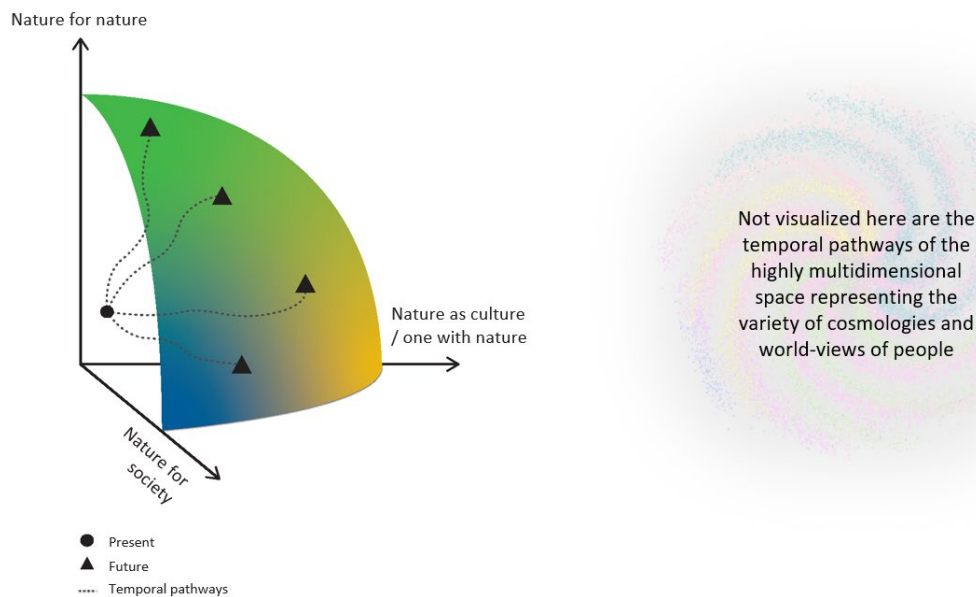 Nature for nature
Nature as culture
/ one with nature
Nature for
society
Present
Future
Temporal pathways
Not visualized here are the
temporal pathways of the
highly multidimensional
space representing the
variety of cosmologies and
world-views of people